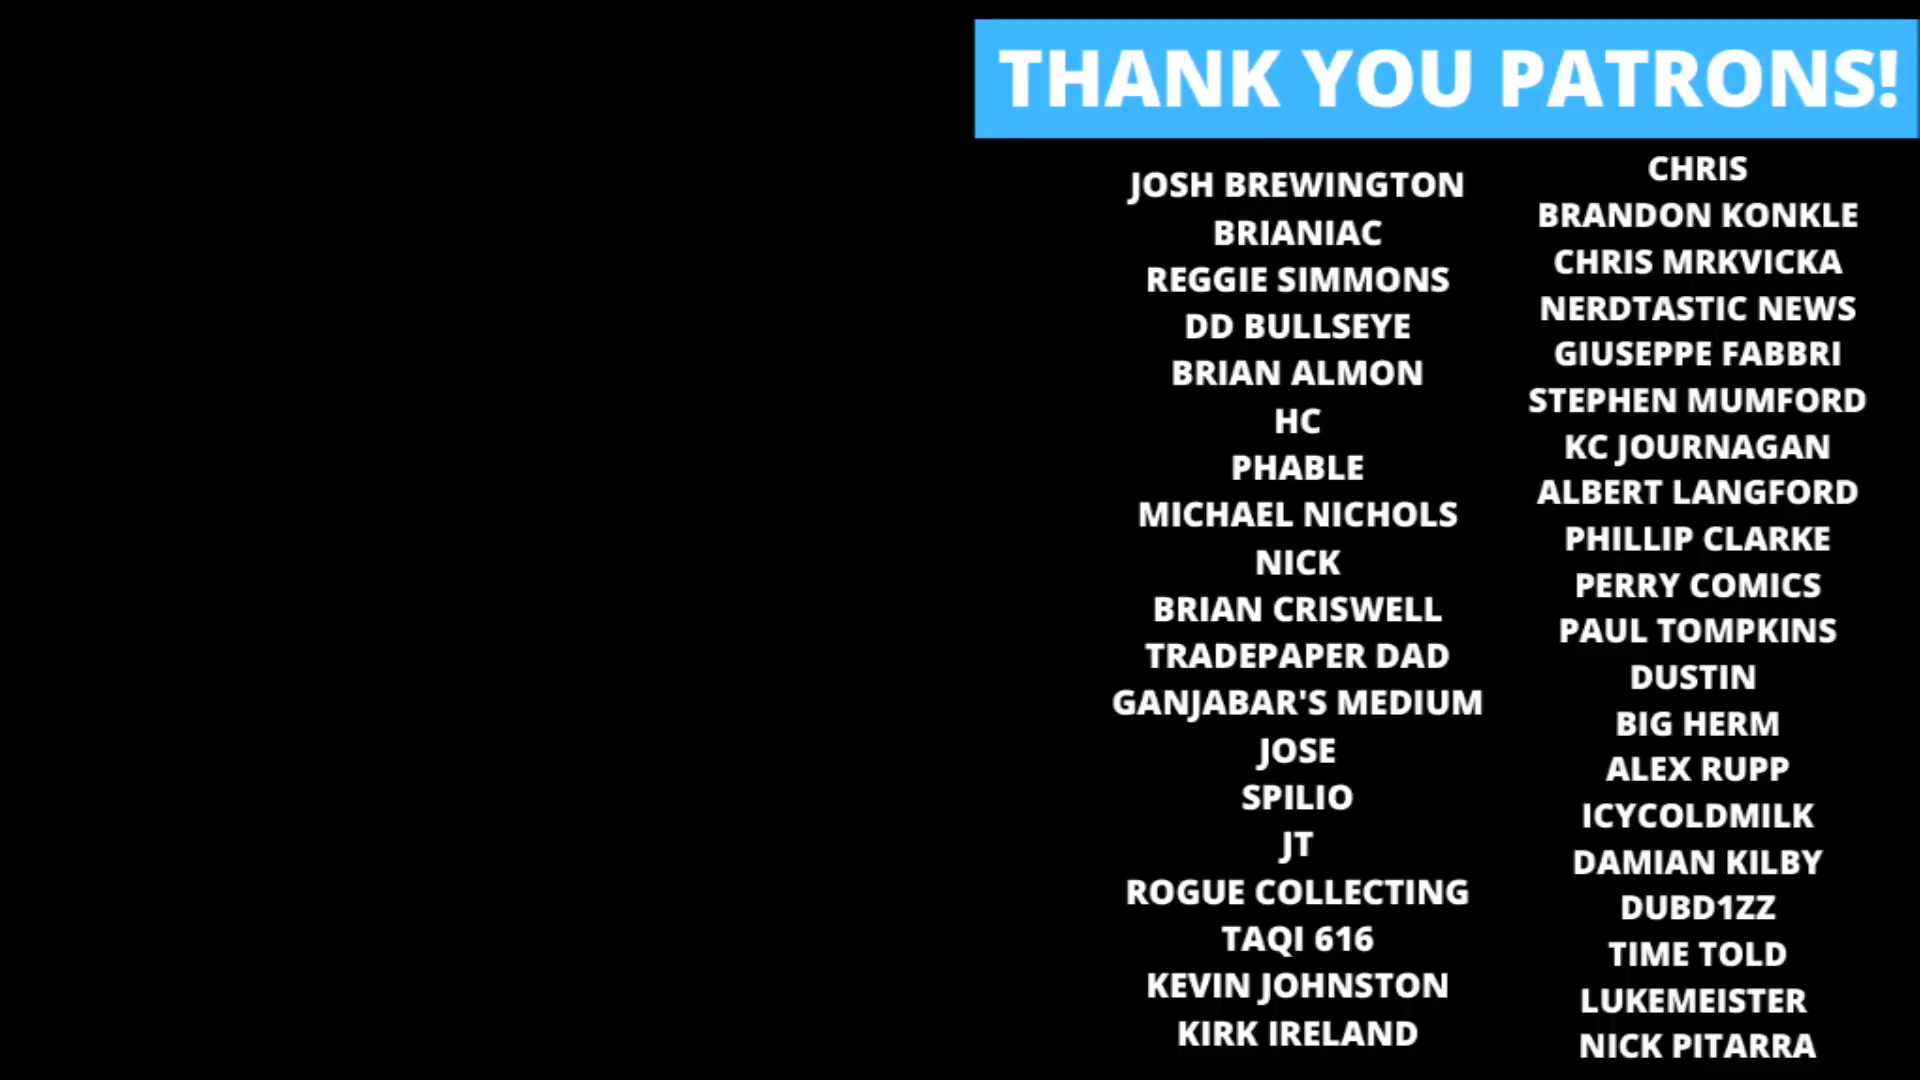 THANK YOU PATRONS!
JOSH BREWINGTON
BRIANIAC
REGGIE SIMMONS
DD BULLSEYE
BRIAN ALMON
HC
PHABLE
MICHAEL NICHOLS
NICK
BRIAN CRISWELL
TRADEPAPER DAD
GANJABAR'S MEDIUM
JOSE
SPILIO
JT
ROGUE COLLECTING
TAQI 616
KEVIN JOHNSTON
KIRK IRELAND
CHRIS
BRANDON KONKLE
CHRIS MRKVICKA
NERDTASTIC NEWS
GIUSEPPE FABBRI
STEPHEN MUMFORD
KC JOURNAGAN
ALBERT LANGFORD
PHILLIP CLARKE
PERRY COMICS
PAUL TOMPKINS
DUSTIN
BIG HERM
ALEX RUPP
ICYCOLDMILK
DAMIAN KILBY
DUBD1ZZ
TIME TOLD
LUKEMEISTER
NICK PITARRA